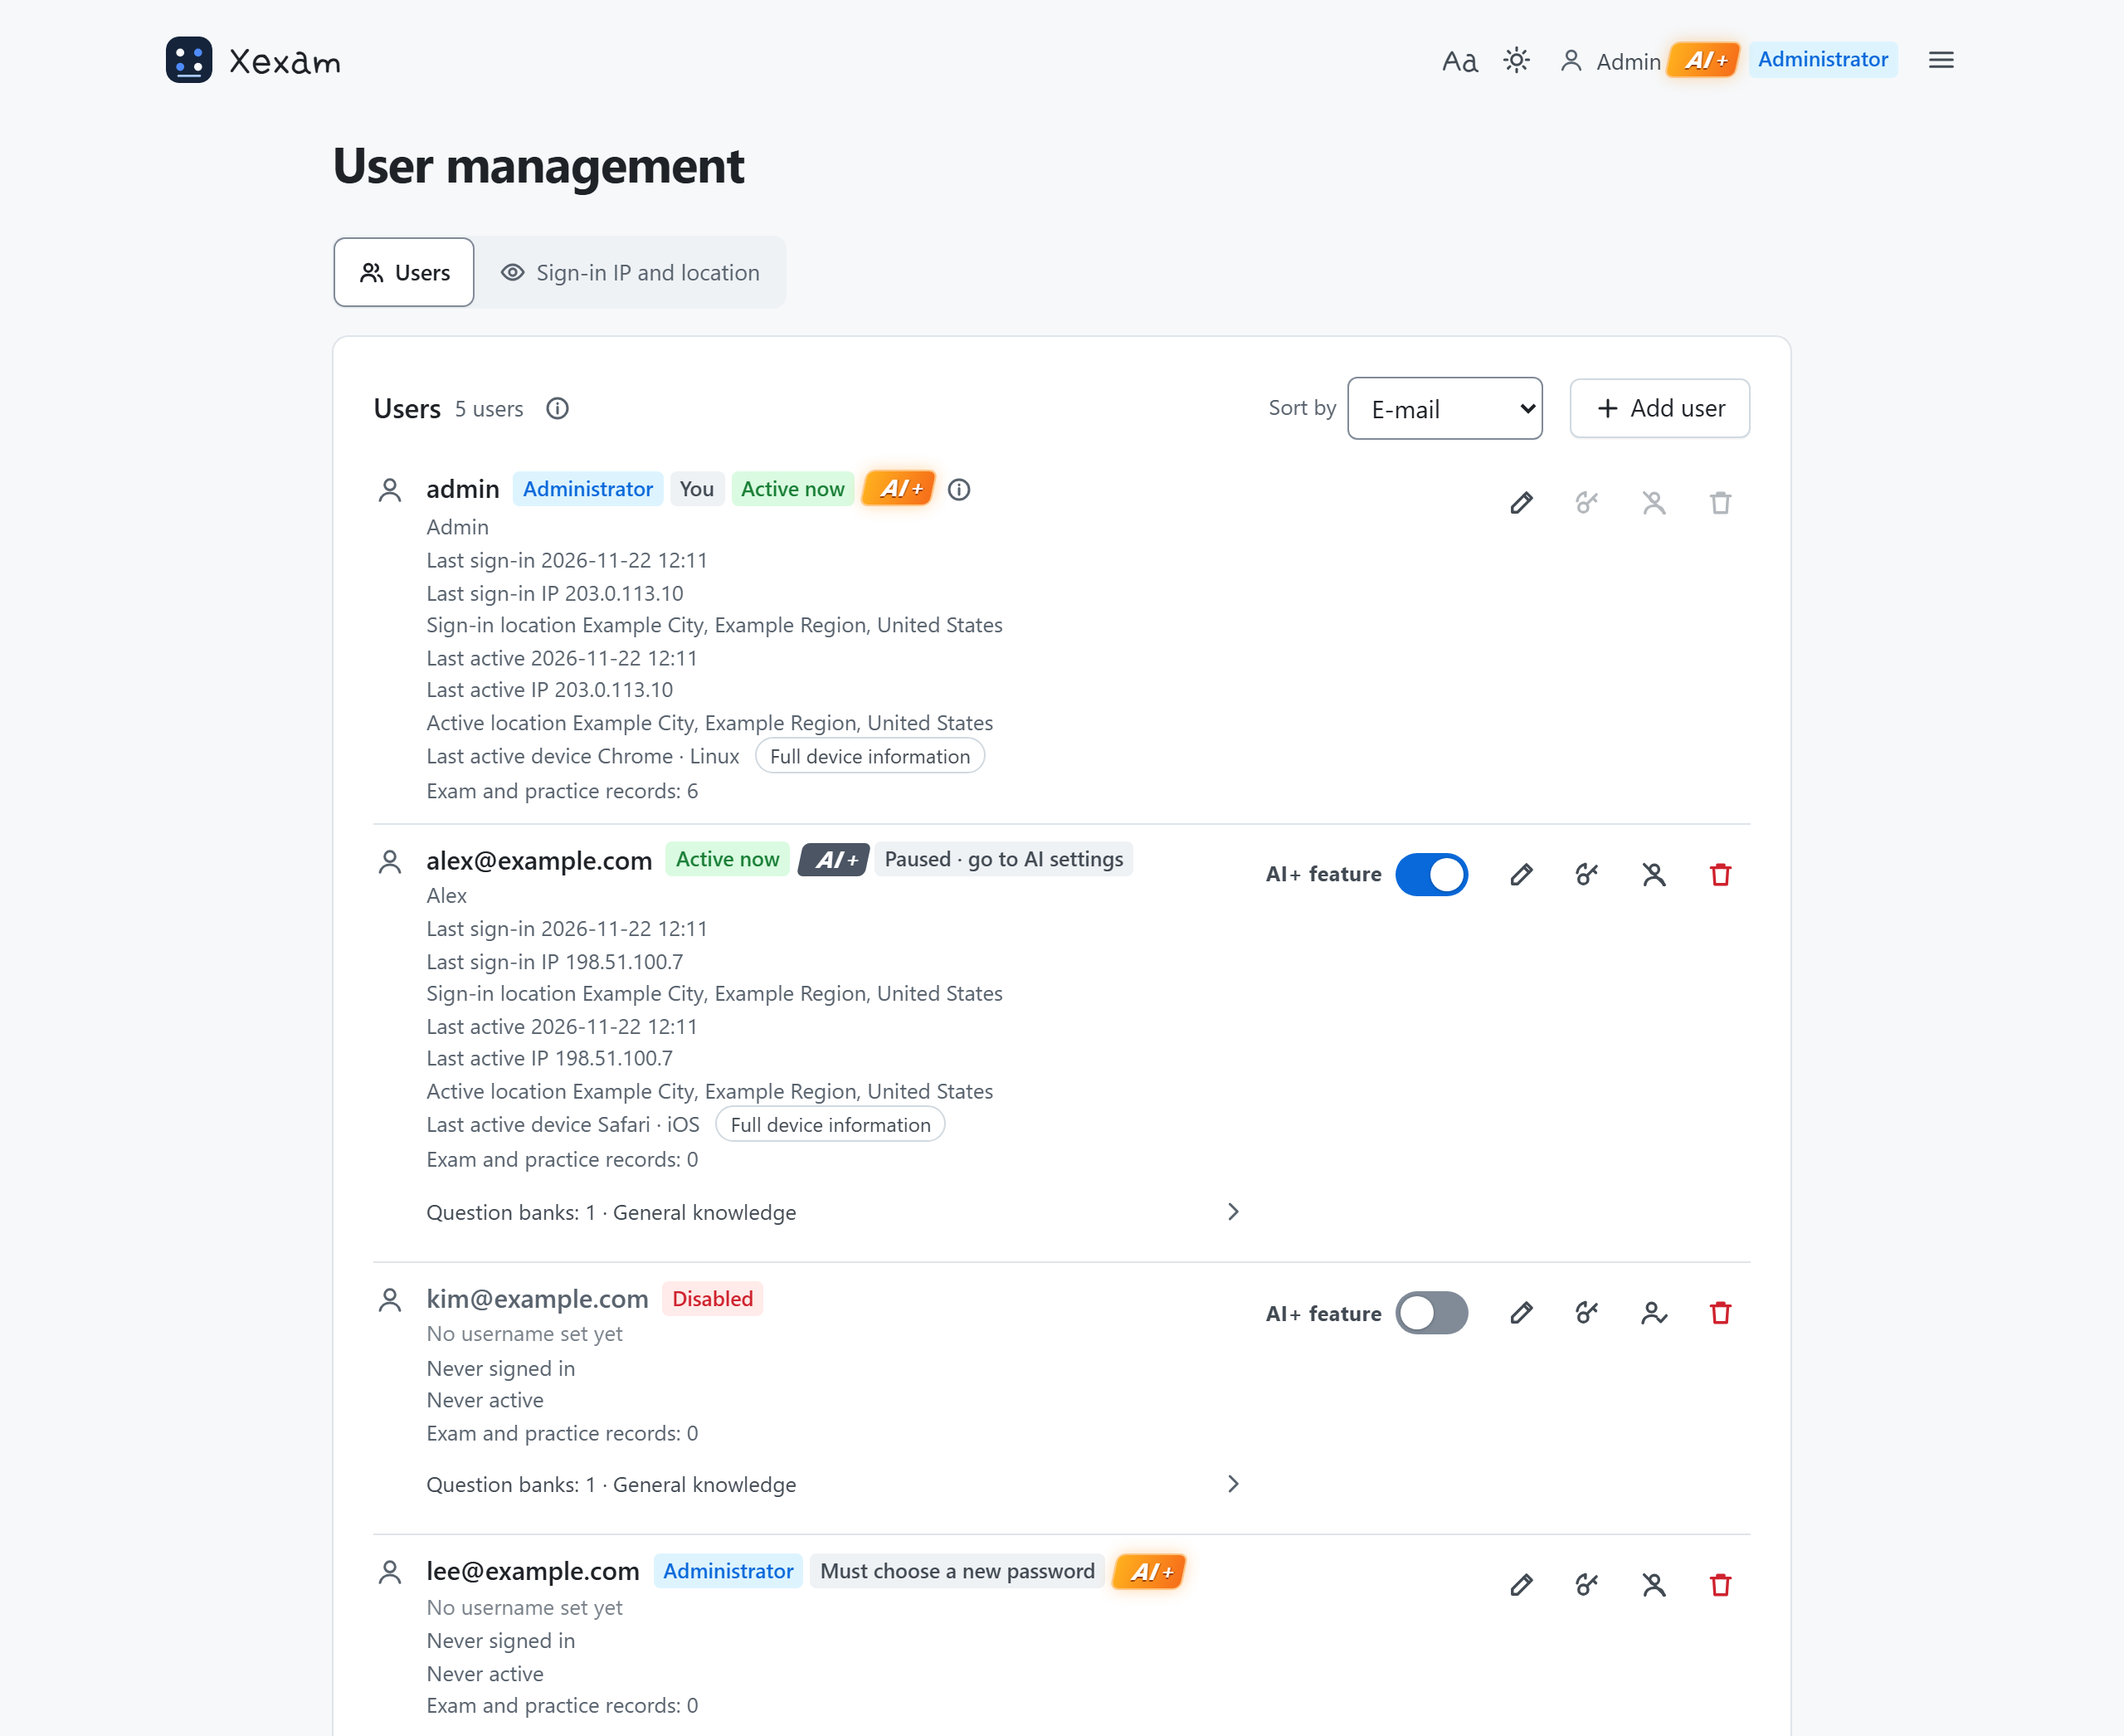 Xexam
Aa Admin AI+ Administrator
User management
Users Sign-in IP and location
Users 5 users Sort by E-mail Add user
admin Administrator You Active now AI+
Admin
Last sign-in 2026-11-22 12:11
Last sign-in IP 203.0.113.10
Sign-in location Example City, Example Region, United States
Last active 2026-11-22 12:11
Last active IP 203.0.113.10
Active location Example City, Example Region, United States
Last active device Chrome · Linux Full device information
Exam and practice records: 6
alex@example.com Active now AI+ Paused · go to AI settings AI+ feature
Alex
Last sign-in 2026-11-22 12:11
Last sign-in IP 198.51.100.7
Sign-in location Example City, Example Region, United States
Last active 2026-11-22 12:11
Last active IP 198.51.100.7
Active location Example City, Example Region, United States
Last active device Safari · iOS Full device information
Exam and practice records: 0
Question banks: 1 · General knowledge
kim@example.com Disabled AI+ feature
No username set yet
Never signed in
Never active
Exam and practice records: 0
Question banks: 1 · General knowledge
lee@example.com Administrator Must choose a new password AI+
No username set yet
Never signed in
Never active
Exam and practice records: 0